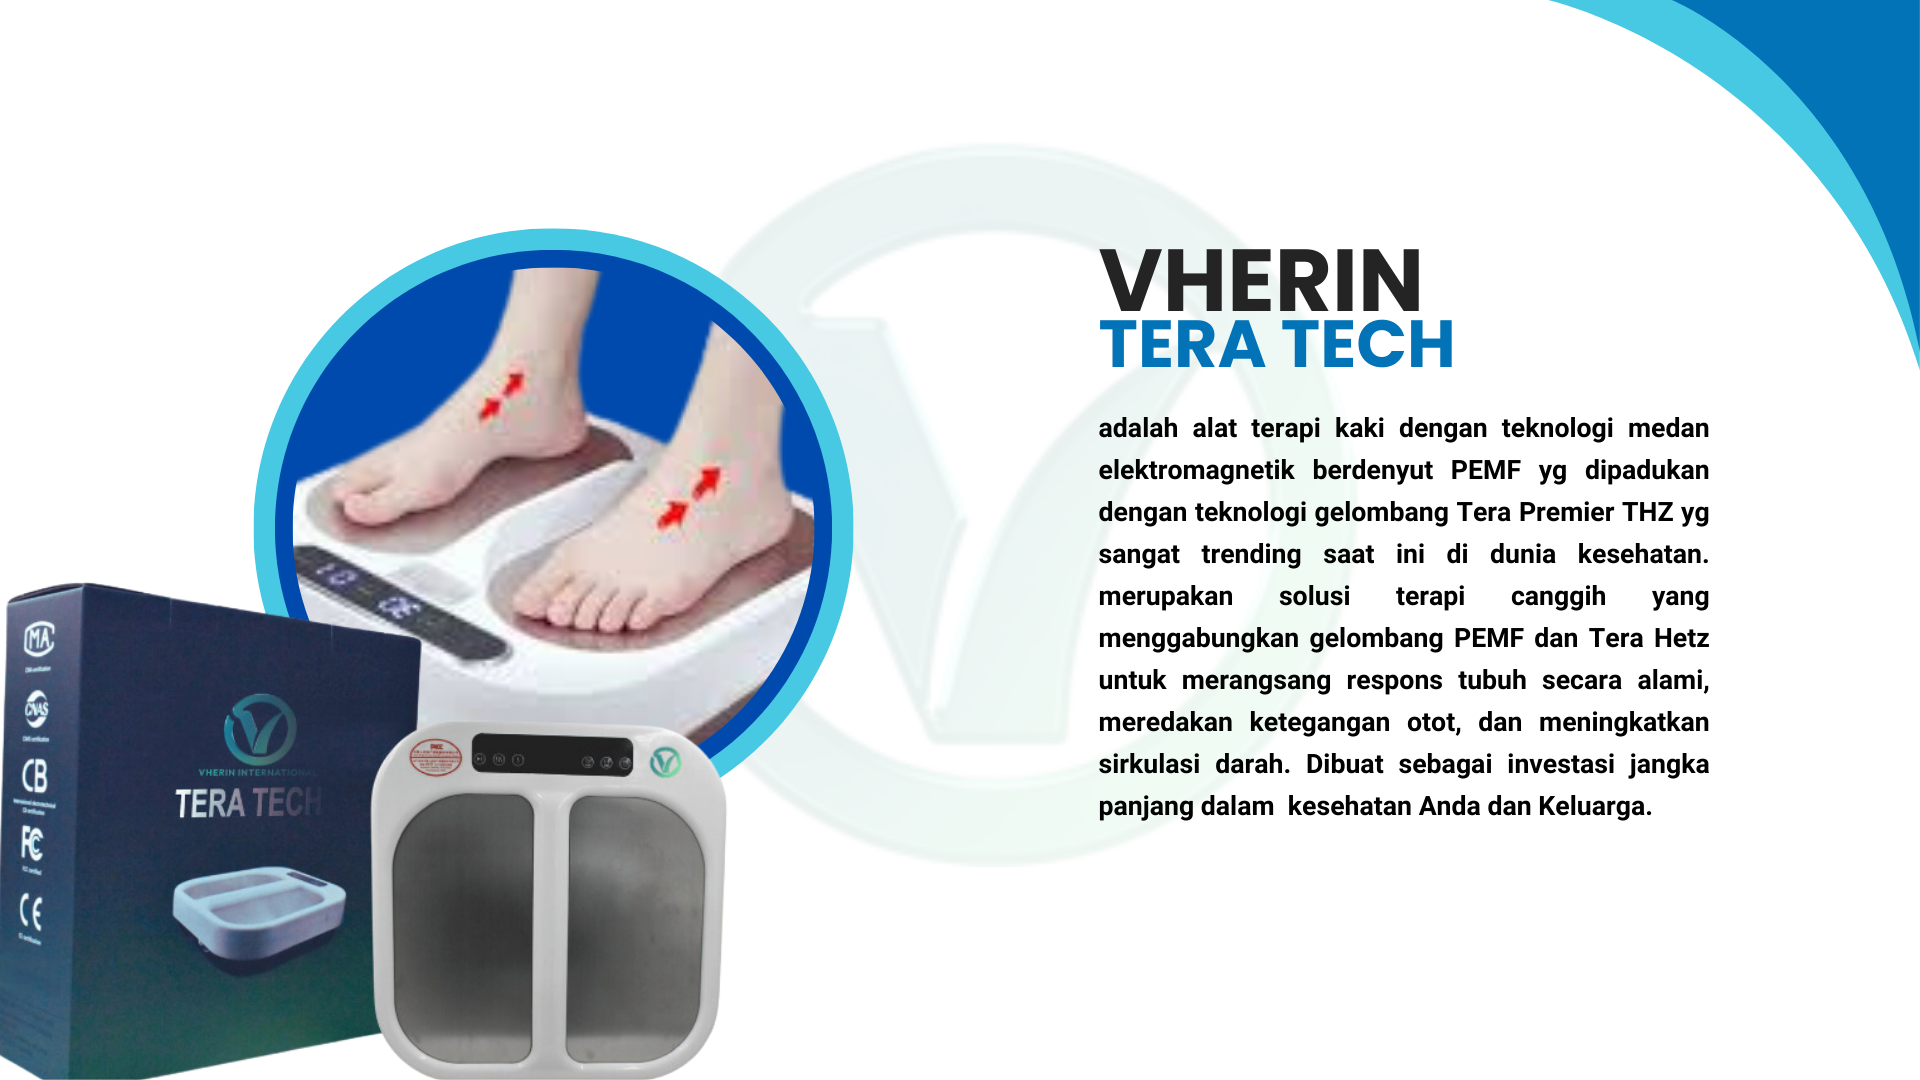 VHERIN
TERA TECH
adalah alat terapi kaki dengan teknologi medan
elektromagnetik berdenyut PEMF yg dipadukan
dengan teknologi gelombang Tera Premier THZ yg
sangat trending saat ini di dunia kesehatan.
merupakan solusi terapi canggih yang
menggabungkan gelombang PEMF dan Tera Hetz
untuk merangsang respons tubuh secara alami,
meredakan ketegangan otot, dan meningkatkan
sirkulasi darah. Dibuat sebagai investasi jangka
panjang dalam  kesehatan Anda dan Keluarga.
MA
CNAS
CB
FC
CE
VHERIN INTERNATIONAL
TERA TECH
PICC